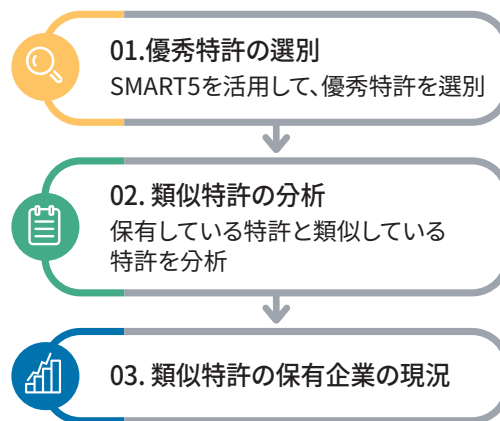 01.優秀特許の選別
SMART5を活用して、優秀特許を選別
02. 類似特許の分析
保有している特許と類似している
特許を分析
03. 類似特許の保有企業の現況